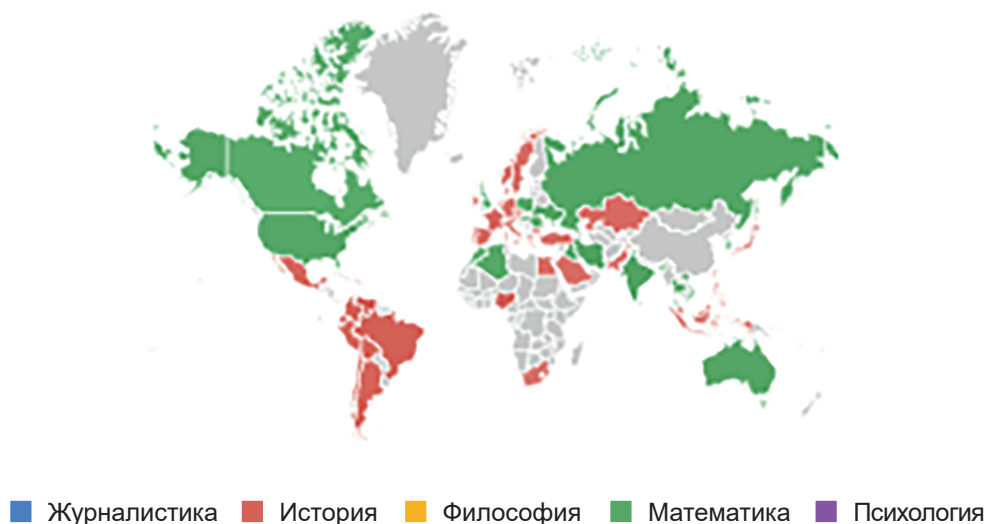 Журналистика История Философия Математика Психология